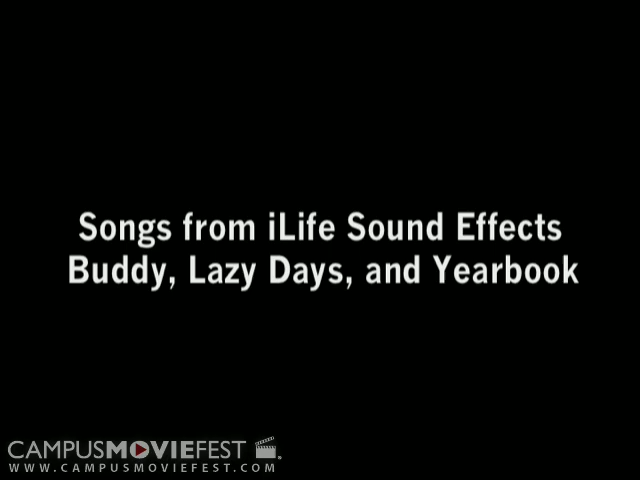 Songs from iLife Sound Effects
Buddy, Lazy Days, and Yearbook
CAMPUSMOVIEFEST
WWW.CAMPUSMOVIEFEST.COM